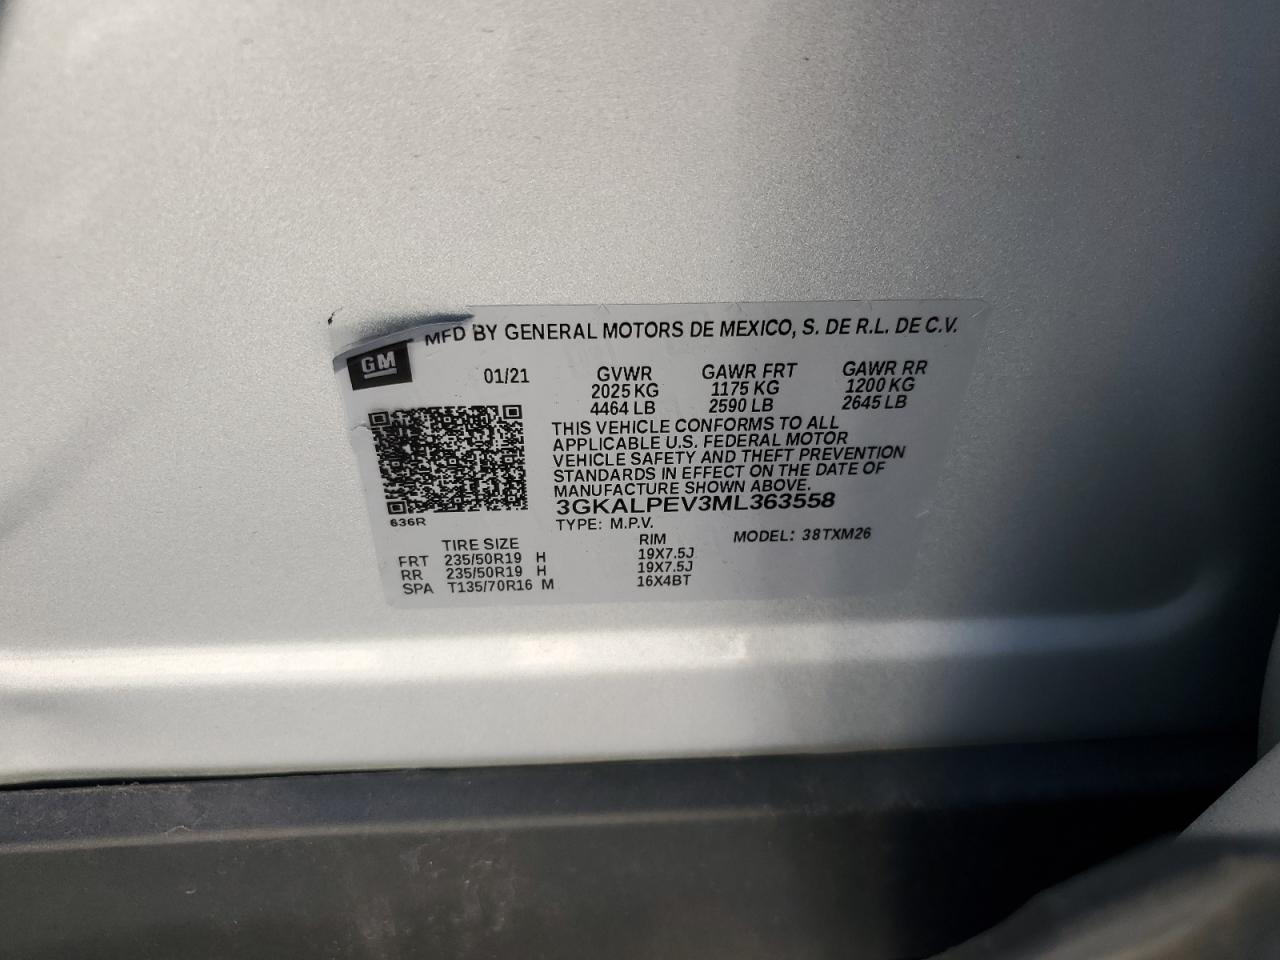 MFD BY GENERAL MOTORS DE MEXICO, S. DE R.L. DE C.V.
GM
01/21
GVWR GAWR FRT GAWR RR
2025 KG 1175 KG 1200 KG
4464 LB 2590 LB 2645 LB
THIS VEHICLE CONFORMS TO ALL
APPLICABLE U.S. FEDERAL MOTOR
VEHICLE SAFETY AND THEFT PREVENTION
STANDARDS IN EFFECT ON THE DATE OF
MANUFACTURE SHOWN ABOVE.
3GKALPEV3ML363558
636R
TYPE: M.P.V.
MODEL: 38TXM26
TIRE SIZE RIM
FRT 235/50R19 H 19X7.5J
RR 235/50R19 H 19X7.5J
SPA T135/70R16 M 16X4BT